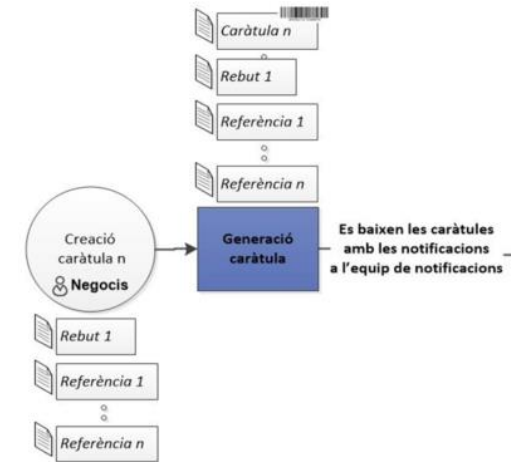 Caràtula n
Rebut 1
Referència 1
Referència n
Creació
caràtula n
Negocis
Generació
caràtula
Es baixen les caràtules
amb les notificacions
a l'equip de notificacions
Rebut 1
Referència 1
Referència n